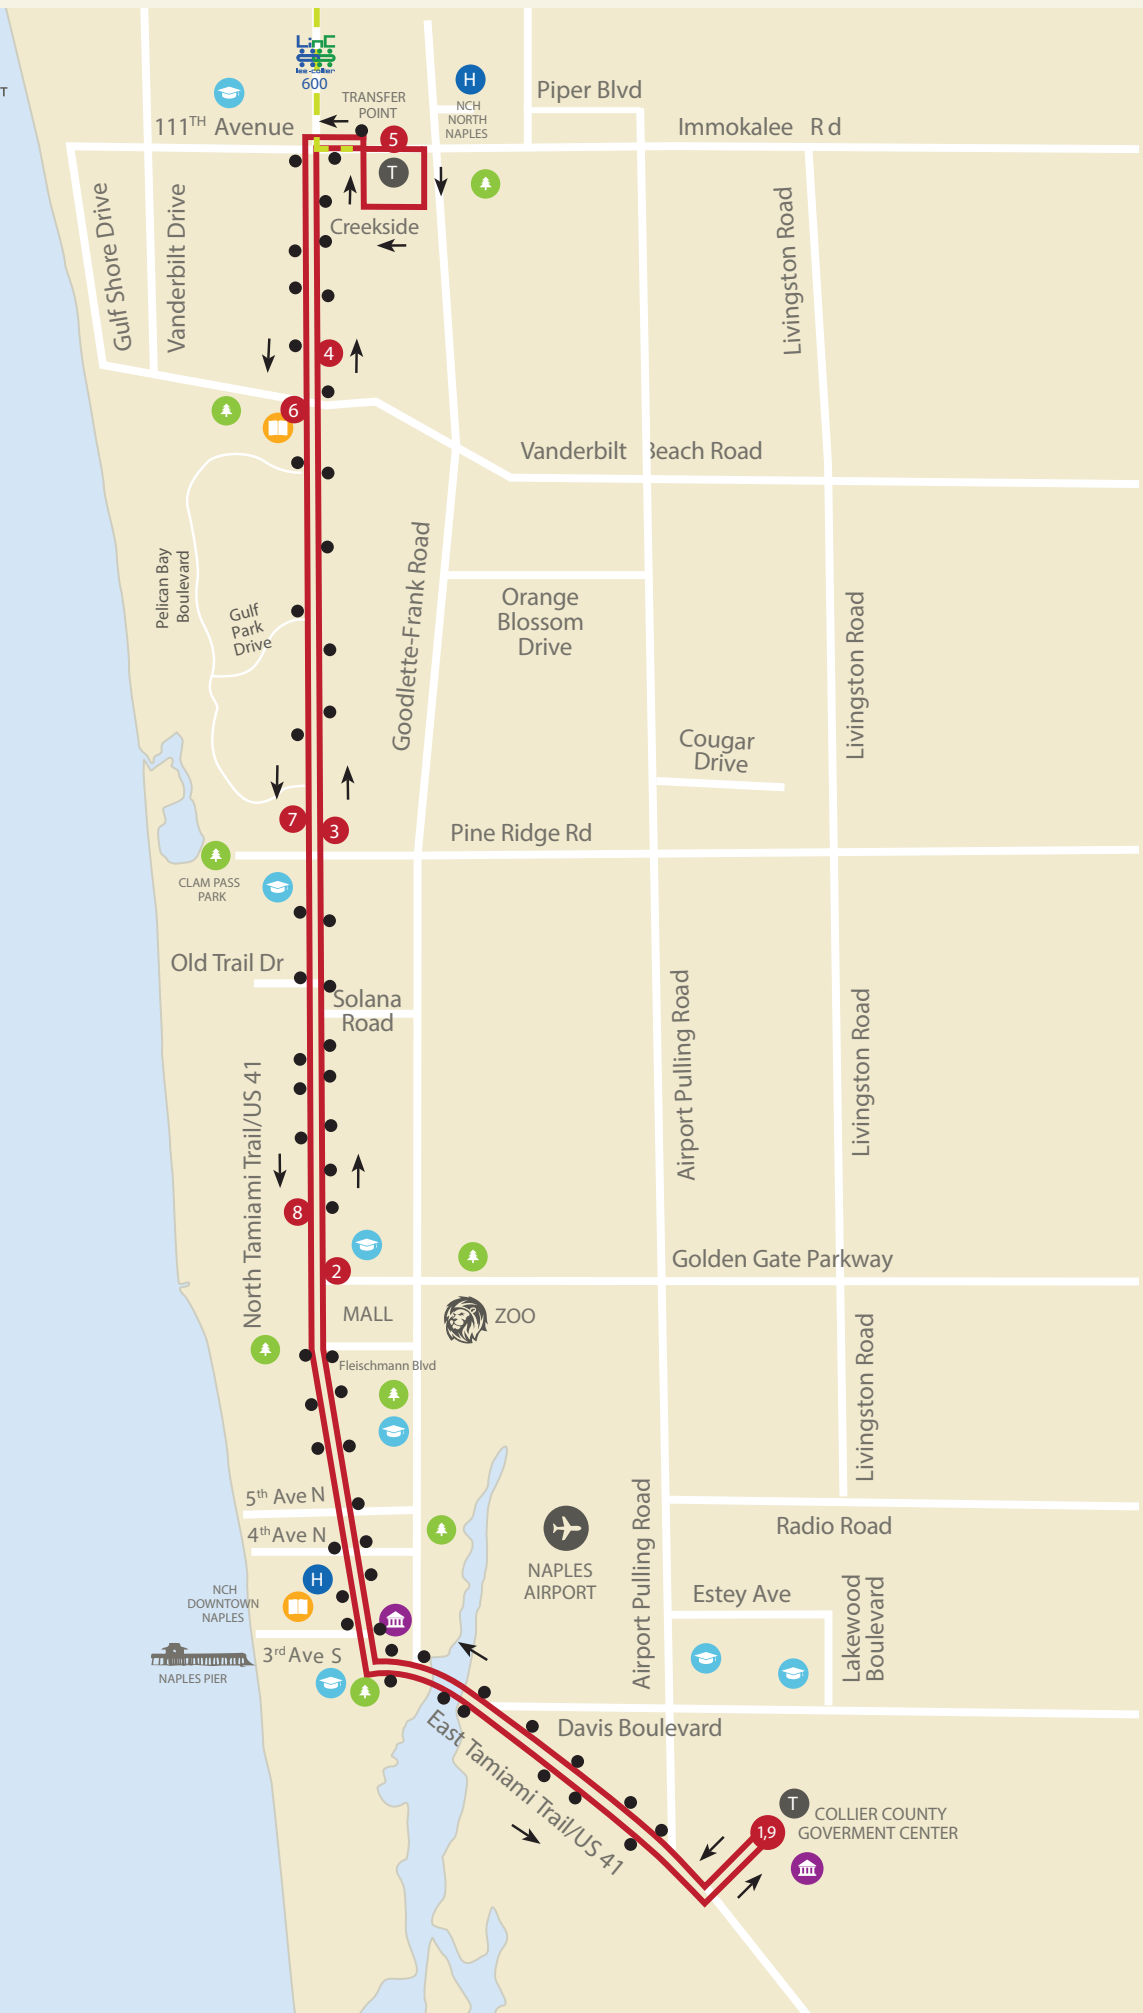 T
LinC
lee-collier
600
TRANSFER
POINT
H
NCH
NORTH
NAPLES
Piper Blvd
111TH Avenue
5
Immokalee Rd
T
Creekside
Gulf Shore Drive
Vanderbilt Drive
Livingston Road
4
6
Vanderbilt Beach Road
Pelican Bay
Boulevard
Gulf
Park
Drive
Goodlette-Frank Road
Orange
Blossom
Drive
Livingston Road
Cougar
Drive
7
3
Pine Ridge Rd
CLAM PASS
PARK
Old Trail Dr
Solana
Road
Airport Pulling Road
Livingston Road
North Tamiami Trail/US 41
8
2
Golden Gate Parkway
MALL
ZOO
Fleischmann Blvd
Livingston Road
5th Ave N
4th Ave N
NAPLES
AIRPORT
Airport Pulling Road
Radio Road
H
NCH
DOWNTOWN
NAPLES
Estey Ave
Lakewood
Boulevard
3rd Ave S
NAPLES PIER
Davis Boulevard
East Tamiami Trail/US 41
T
1,9
COLLIER COUNTY
GOVERMENT CENTER